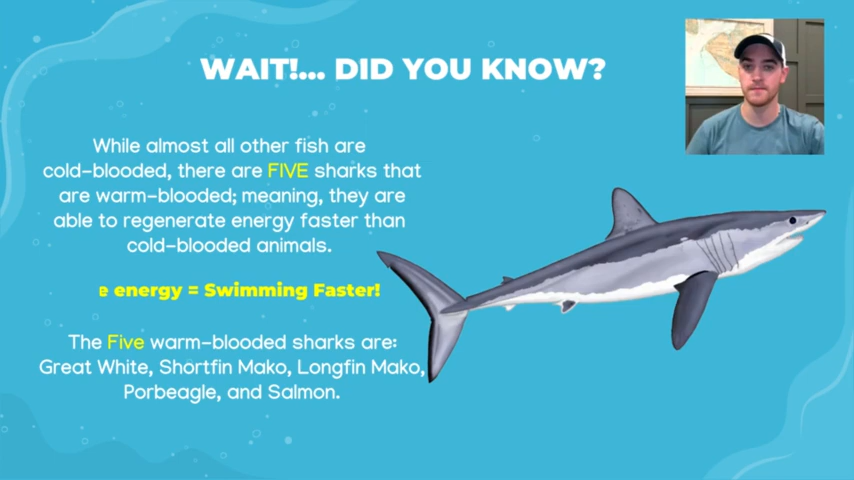 WAIT!... DID YOU KNOW?
While almost all other fish are
cold-blooded, there are FIVE sharks that
are warm-blooded; meaning, they are
able to regenerate energy faster than
cold-blooded animals.
e energy = Swimming Faster!
The Five warm-blooded sharks are:
Great White, Shortfin Mako, Longfin Mako,
Porbeagle, and Salmon.